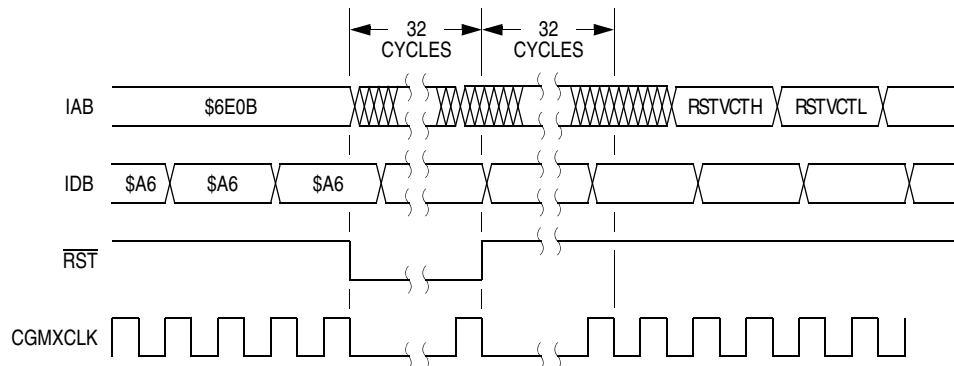 32
CYCLES
32
CYCLES
IAB
$6E0B
RSTVCTH
RSTVCTL
IDB
$A6
$A6
$A6
RST
CGMXCLK